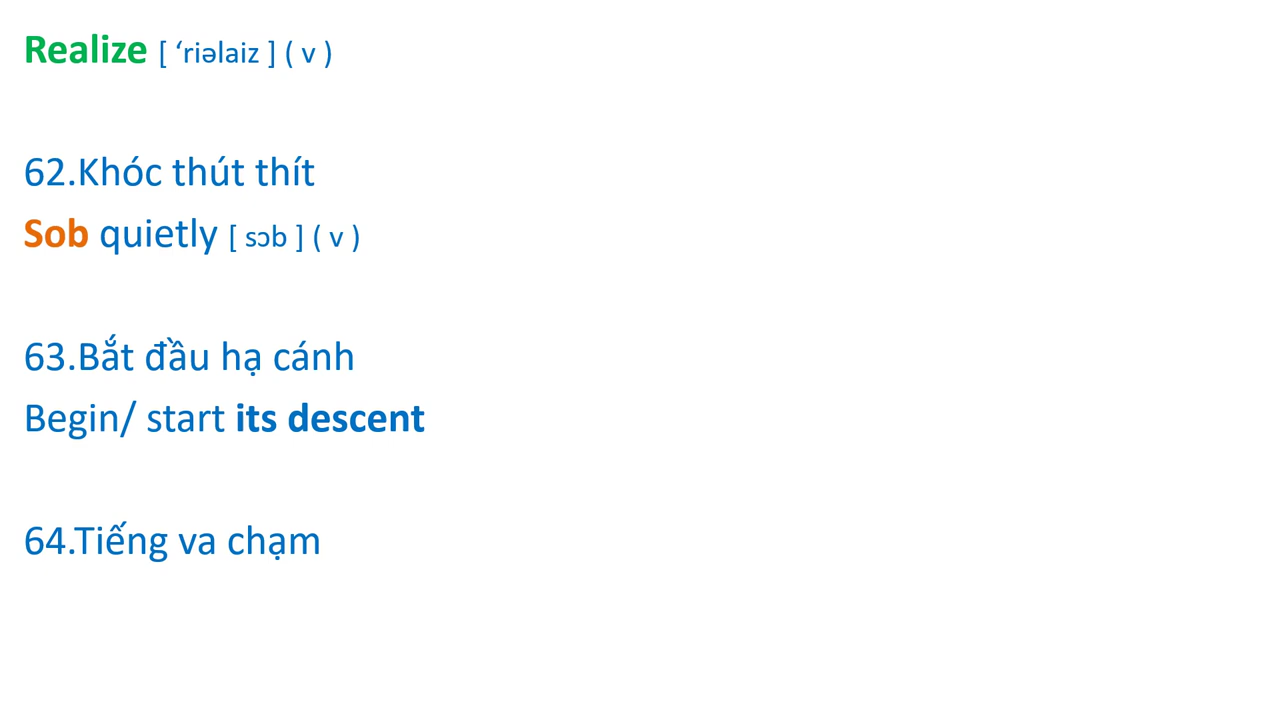 Realize [ ‘riəlaiz ] ( v )
62.Khóc thút thít
Sob quietly [ sɔb ] ( v )
63.Bắt đầu hạ cánh
Begin/ start its descent
64.Tiếng va chạm